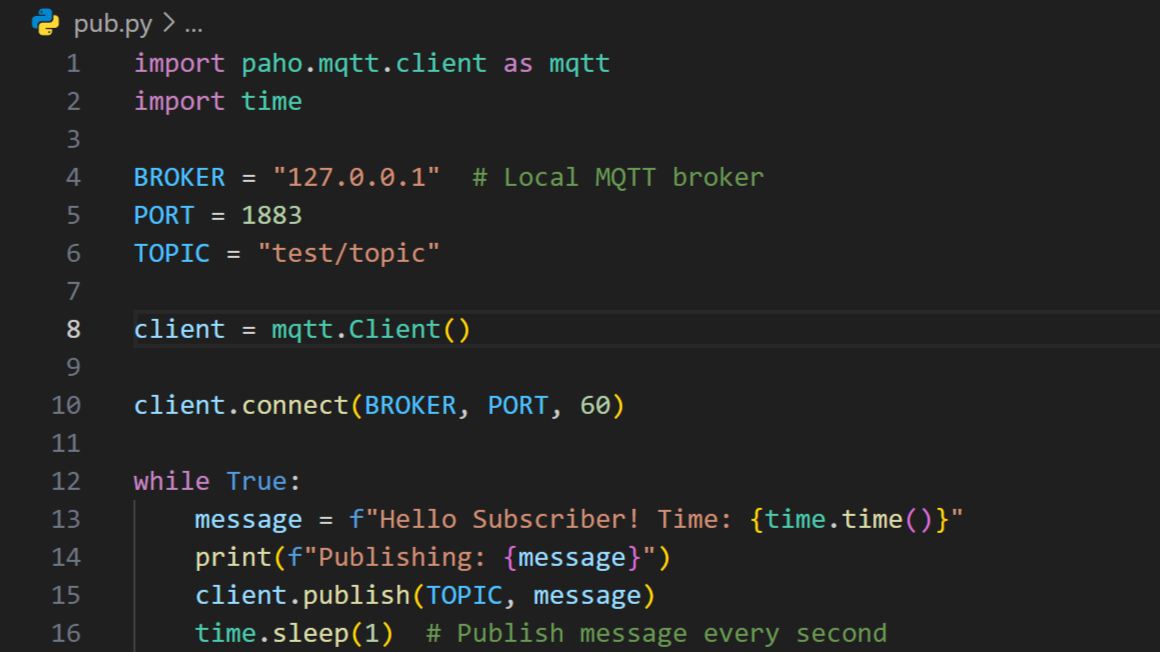 pub.py > ...
1 import paho.mqtt.client as mqtt
2 import time
3
4 BROKER = "127.0.0.1"  # Local MQTT broker
5 PORT = 1883
6 TOPIC = "test/topic"
7
8 client = mqtt.Client()
9
10 client.connect(BROKER, PORT, 60)
11
12 while True:
13     message = f"Hello Subscriber! Time: {time.time()}"
14     print(f"Publishing: {message}")
15     client.publish(TOPIC, message)
16     time.sleep(1)  # Publish message every second